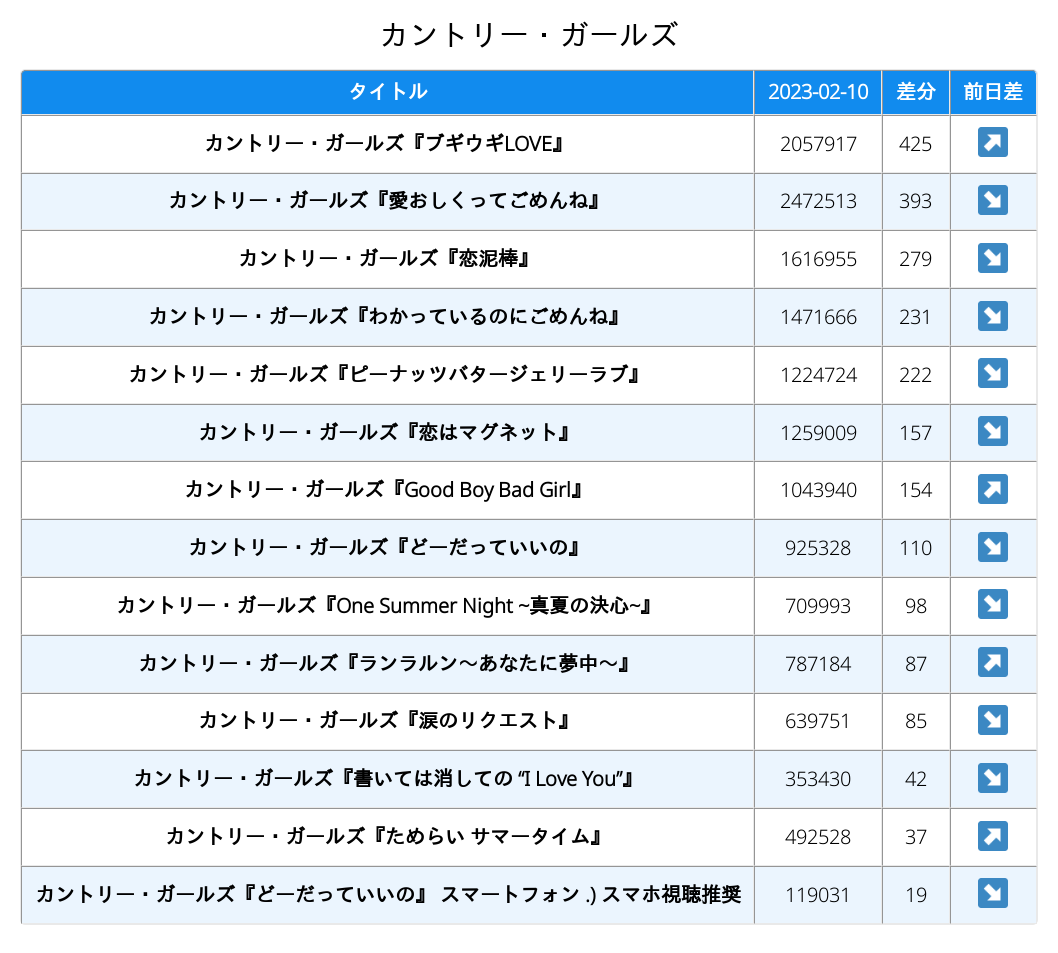 カントリー・ガールズ
タイトル 2023-02-10 差分 前日差
カントリー・ガールズ『ブギウギLOVE』 2057917 425 ↗
カントリー・ガールズ『愛おしくってごめんね』 2472513 393 ↘
カントリー・ガールズ『恋泥棒』 1616955 279 ↘
カントリー・ガールズ『わかっているのにごめんね』 1471666 231 ↘
カントリー・ガールズ『ピーナッツバタージェリーラブ』 1224724 222 ↘
カントリー・ガールズ『恋はマグネット』 1259009 157 ↘
カントリー・ガールズ『Good Boy Bad Girl』 1043940 154 ↗
カントリー・ガールズ『どーだっていいの』 925328 110 ↘
カントリー・ガールズ『One Summer Night ~真夏の決心~』 709993 98 ↘
カントリー・ガールズ『ランラルン～あなたに夢中～』 787184 87 ↗
カントリー・ガールズ『涙のリクエスト』 639751 85 ↘
カントリー・ガールズ『書いては消しての “I Love You”』 353430 42 ↘
カントリー・ガールズ『ためらい サマータイム』 492528 37 ↗
カントリー・ガールズ『どーだっていいの』 スマートフォン .) スマホ視聴推奨 119031 19 ↘